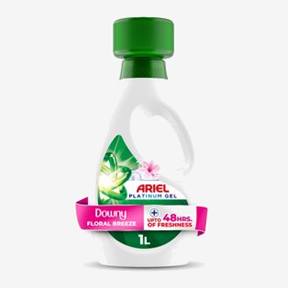 ARIEL
PLATINUM GEL
Downy
FLORAL BREEZE
UPTO 48HRS.
OF FRESHNESS
1L